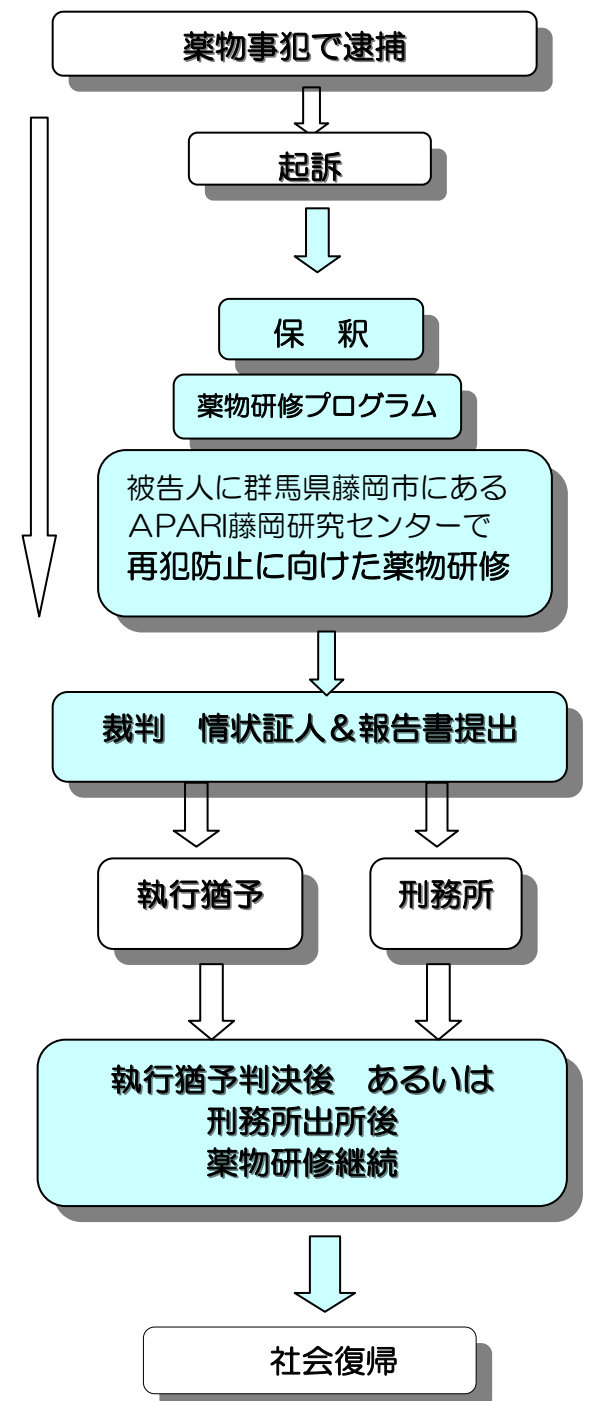 薬物事犯で逮捕
起訴
保　釈
薬物研修プログラム
被告人に群馬県藤岡市にある
APARI藤岡研究センターで
再犯防止に向けた薬物研修
裁判　情状証人＆報告書提出
執行猶予
刑務所
執行猶予判決後　あるいは
刑務所出所後
薬物研修継続
社会復帰